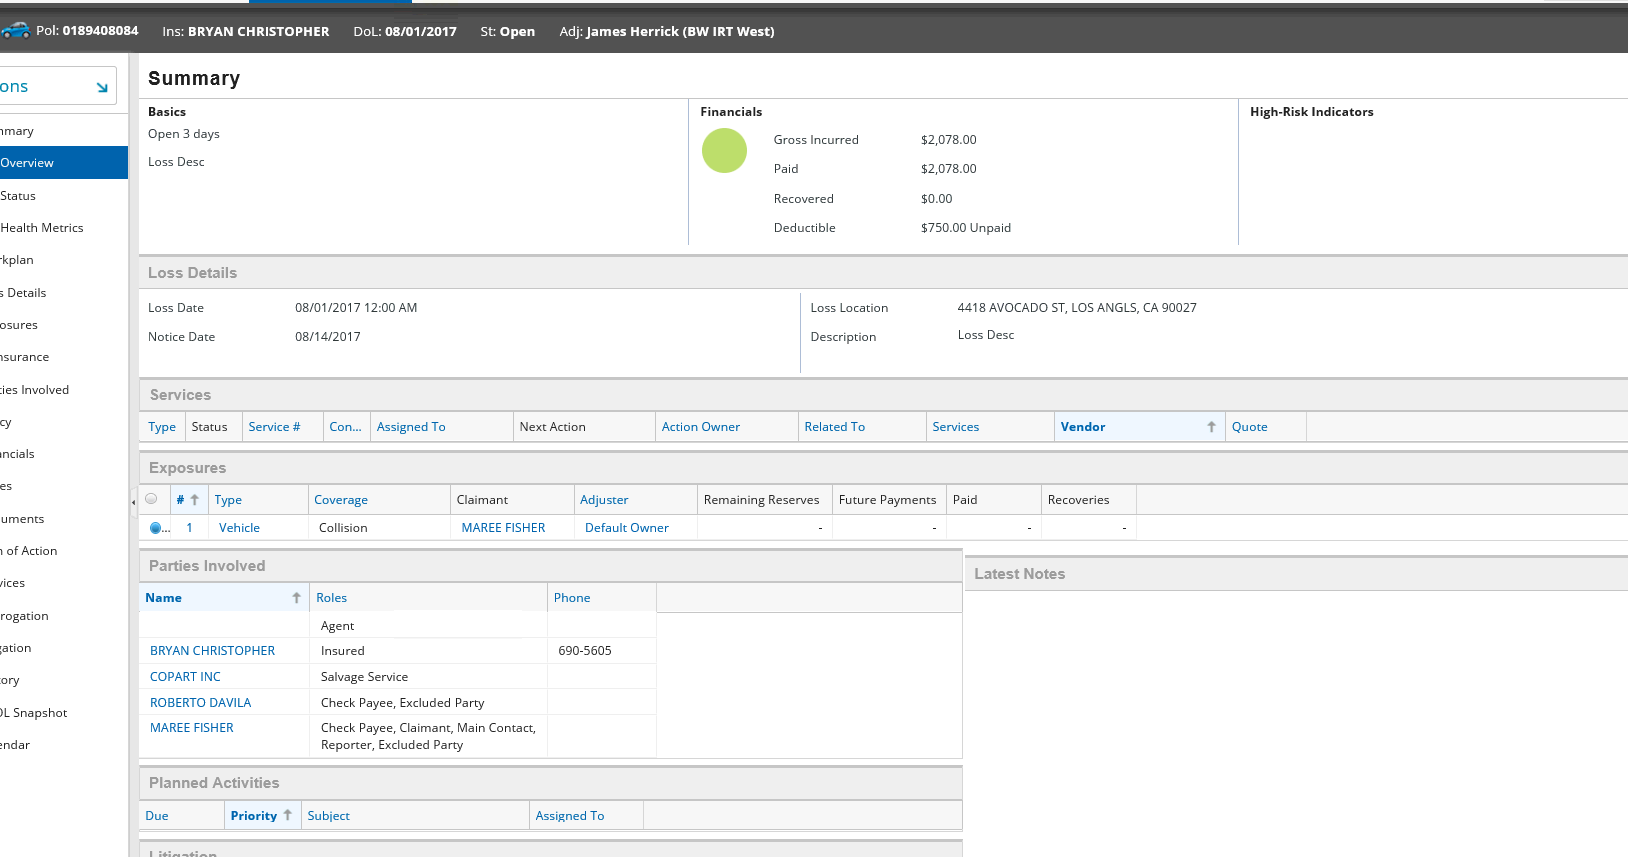 Pol: 0189408084 Ins: BRYAN CHRISTOPHER DoL: 08/01/2017 St: Open Adj: James Herrick (BW IRT West)
ons
Summary
mmary
Overview
Status
Health Metrics
rkplan
s Details
osures
nsurance
ties Involved
cy
ancials
es
uments
n of Action
vices
rogation
gation
tory
OL Snapshot
endar
Basics
Open 3 days
Loss Desc
Financials
Gross Incurred $2,078.00
Paid $2,078.00
Recovered $0.00
Deductible $750.00 Unpaid
High-Risk Indicators
Loss Details
Loss Date 08/01/2017 12:00 AM
Notice Date 08/14/2017
Loss Location 4418 AVOCADO ST, LOS ANGLS, CA 90027
Description Loss Desc
Services
Type Status Service # Con... Assigned To Next Action Action Owner Related To Services Vendor Quote
Exposures
# Type Coverage Claimant Adjuster Remaining Reserves Future Payments Paid Recoveries
... 1 Vehicle Collision MAREE FISHER Default Owner - - - -
Parties Involved
Name Roles Phone
Agent
BRYAN CHRISTOPHER Insured 690-5605
COPART INC Salvage Service
ROBERTO DAVILA Check Payee, Excluded Party
MAREE FISHER Check Payee, Claimant, Main Contact,
Reporter, Excluded Party
Latest Notes
Planned Activities
Due Priority Subject Assigned To
Litigation